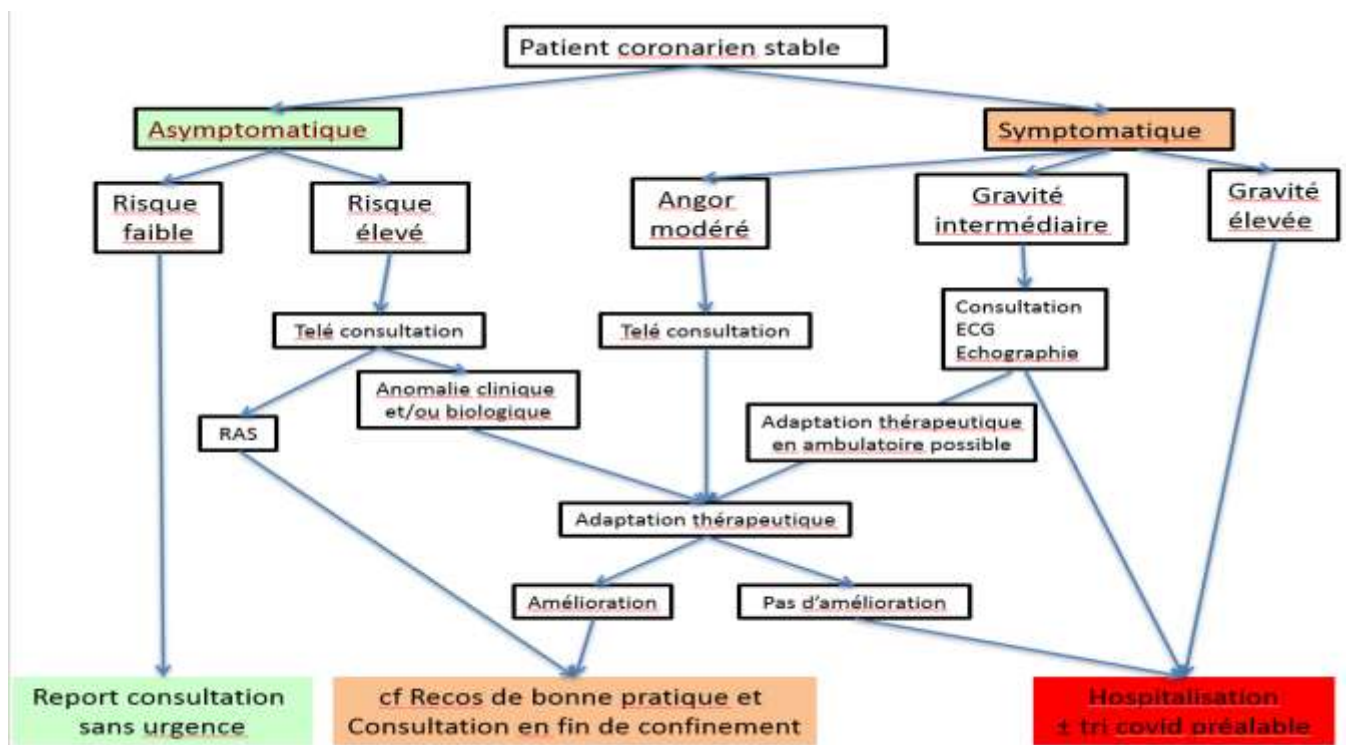 Patient coronarien stable
Asymptomatique
Symptomatique
Risque
faible
Risque
élevé
Angor
modéré
Gravité
intermédiaire
Gravité
élevée
Telé consultation
Telé consultation
Consultation
ECG
Echographie
Anomalie clinique
et/ou biologique
RAS
Adaptation thérapeutique
en ambulatoire possible
Adaptation thérapeutique
Amélioration
Pas d'amélioration
Report consultation
sans urgence
cf Recos de bonne pratique et
Consultation en fin de confinement
Hospitalisation
± tri covid préalable